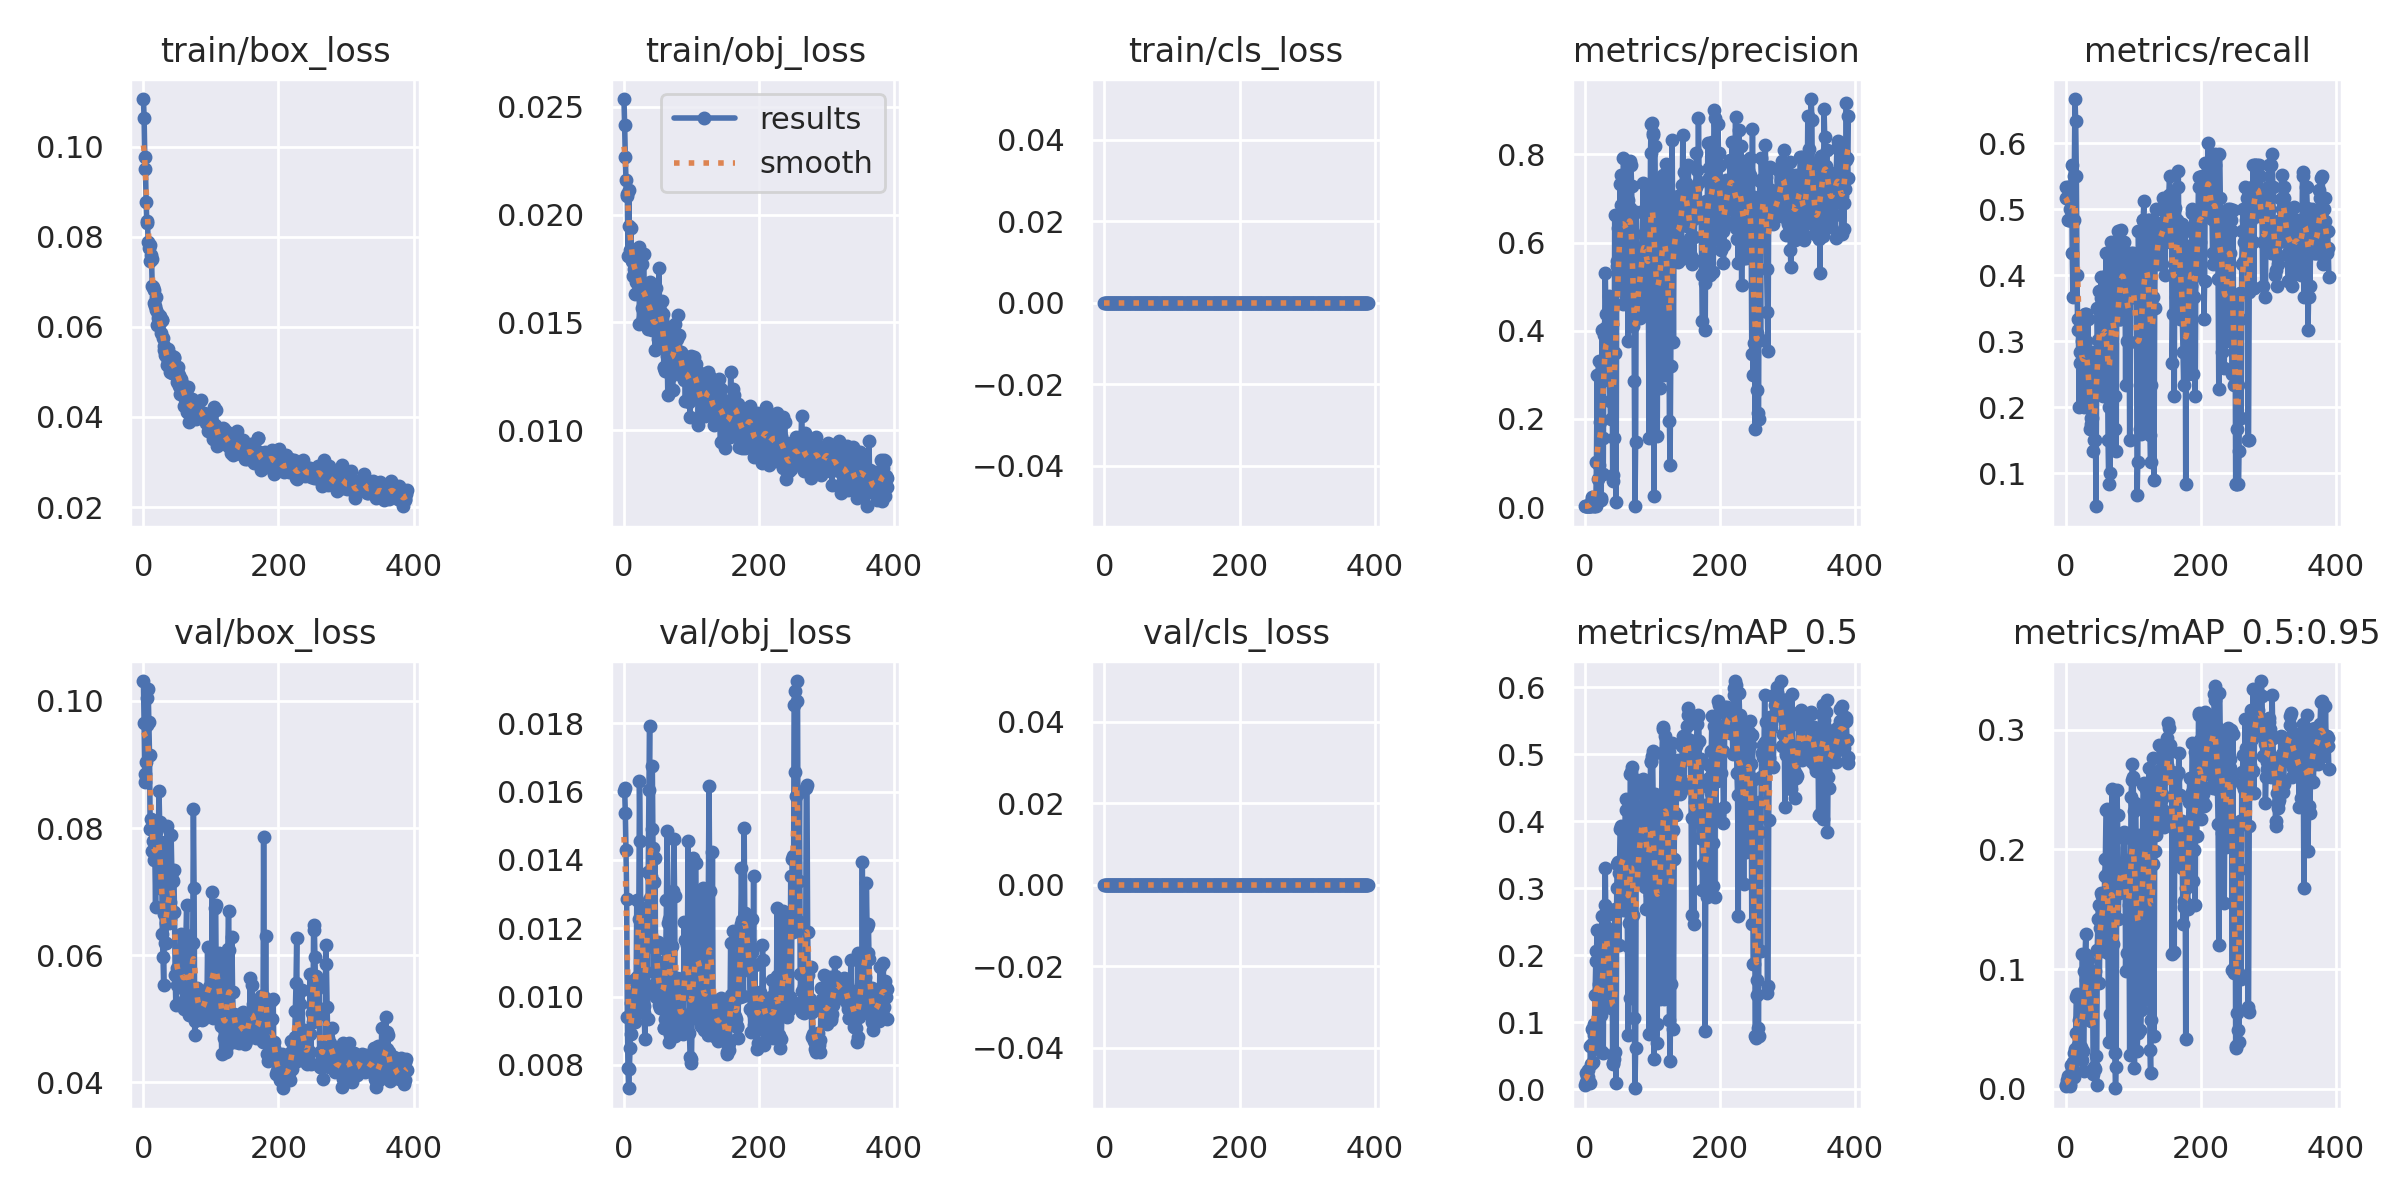 train/box_loss
train/obj_loss
train/cls_loss
metrics/precision
metrics/recall
0.10
0.08
0.06
0.04
0.02
0 200 400
0.025
0.020
0.015
0.010
results
smooth
0 200 400
0.04
0.02
0.00
−0.02
−0.04
0 200 400
0.8
0.6
0.4
0.2
0.0
0 200 400
0.6
0.5
0.4
0.3
0.2
0.1
0 200 400
val/box_loss
val/obj_loss
val/cls_loss
metrics/mAP_0.5
metrics/mAP_0.5:0.95
0.10
0.08
0.06
0.04
0 200 400
0.018
0.016
0.014
0.012
0.010
0.008
0 200 400
0.04
0.02
0.00
−0.02
−0.04
0 200 400
0.6
0.5
0.4
0.3
0.2
0.1
0.0
0 200 400
0.3
0.2
0.1
0.0
0 200 400